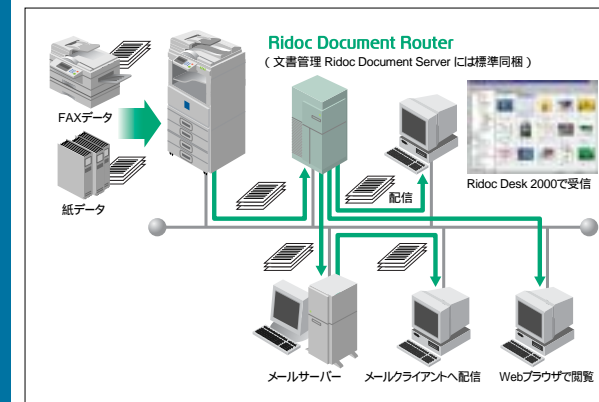 Ridoc Document Router
(文書管理 Ridoc Document Server には標準同梱)
FAXデータ
紙データ
配信
Ridoc Desk 2000で受信
メールサーバー
メールクライアントへ配信
Webブラウザで閲覧